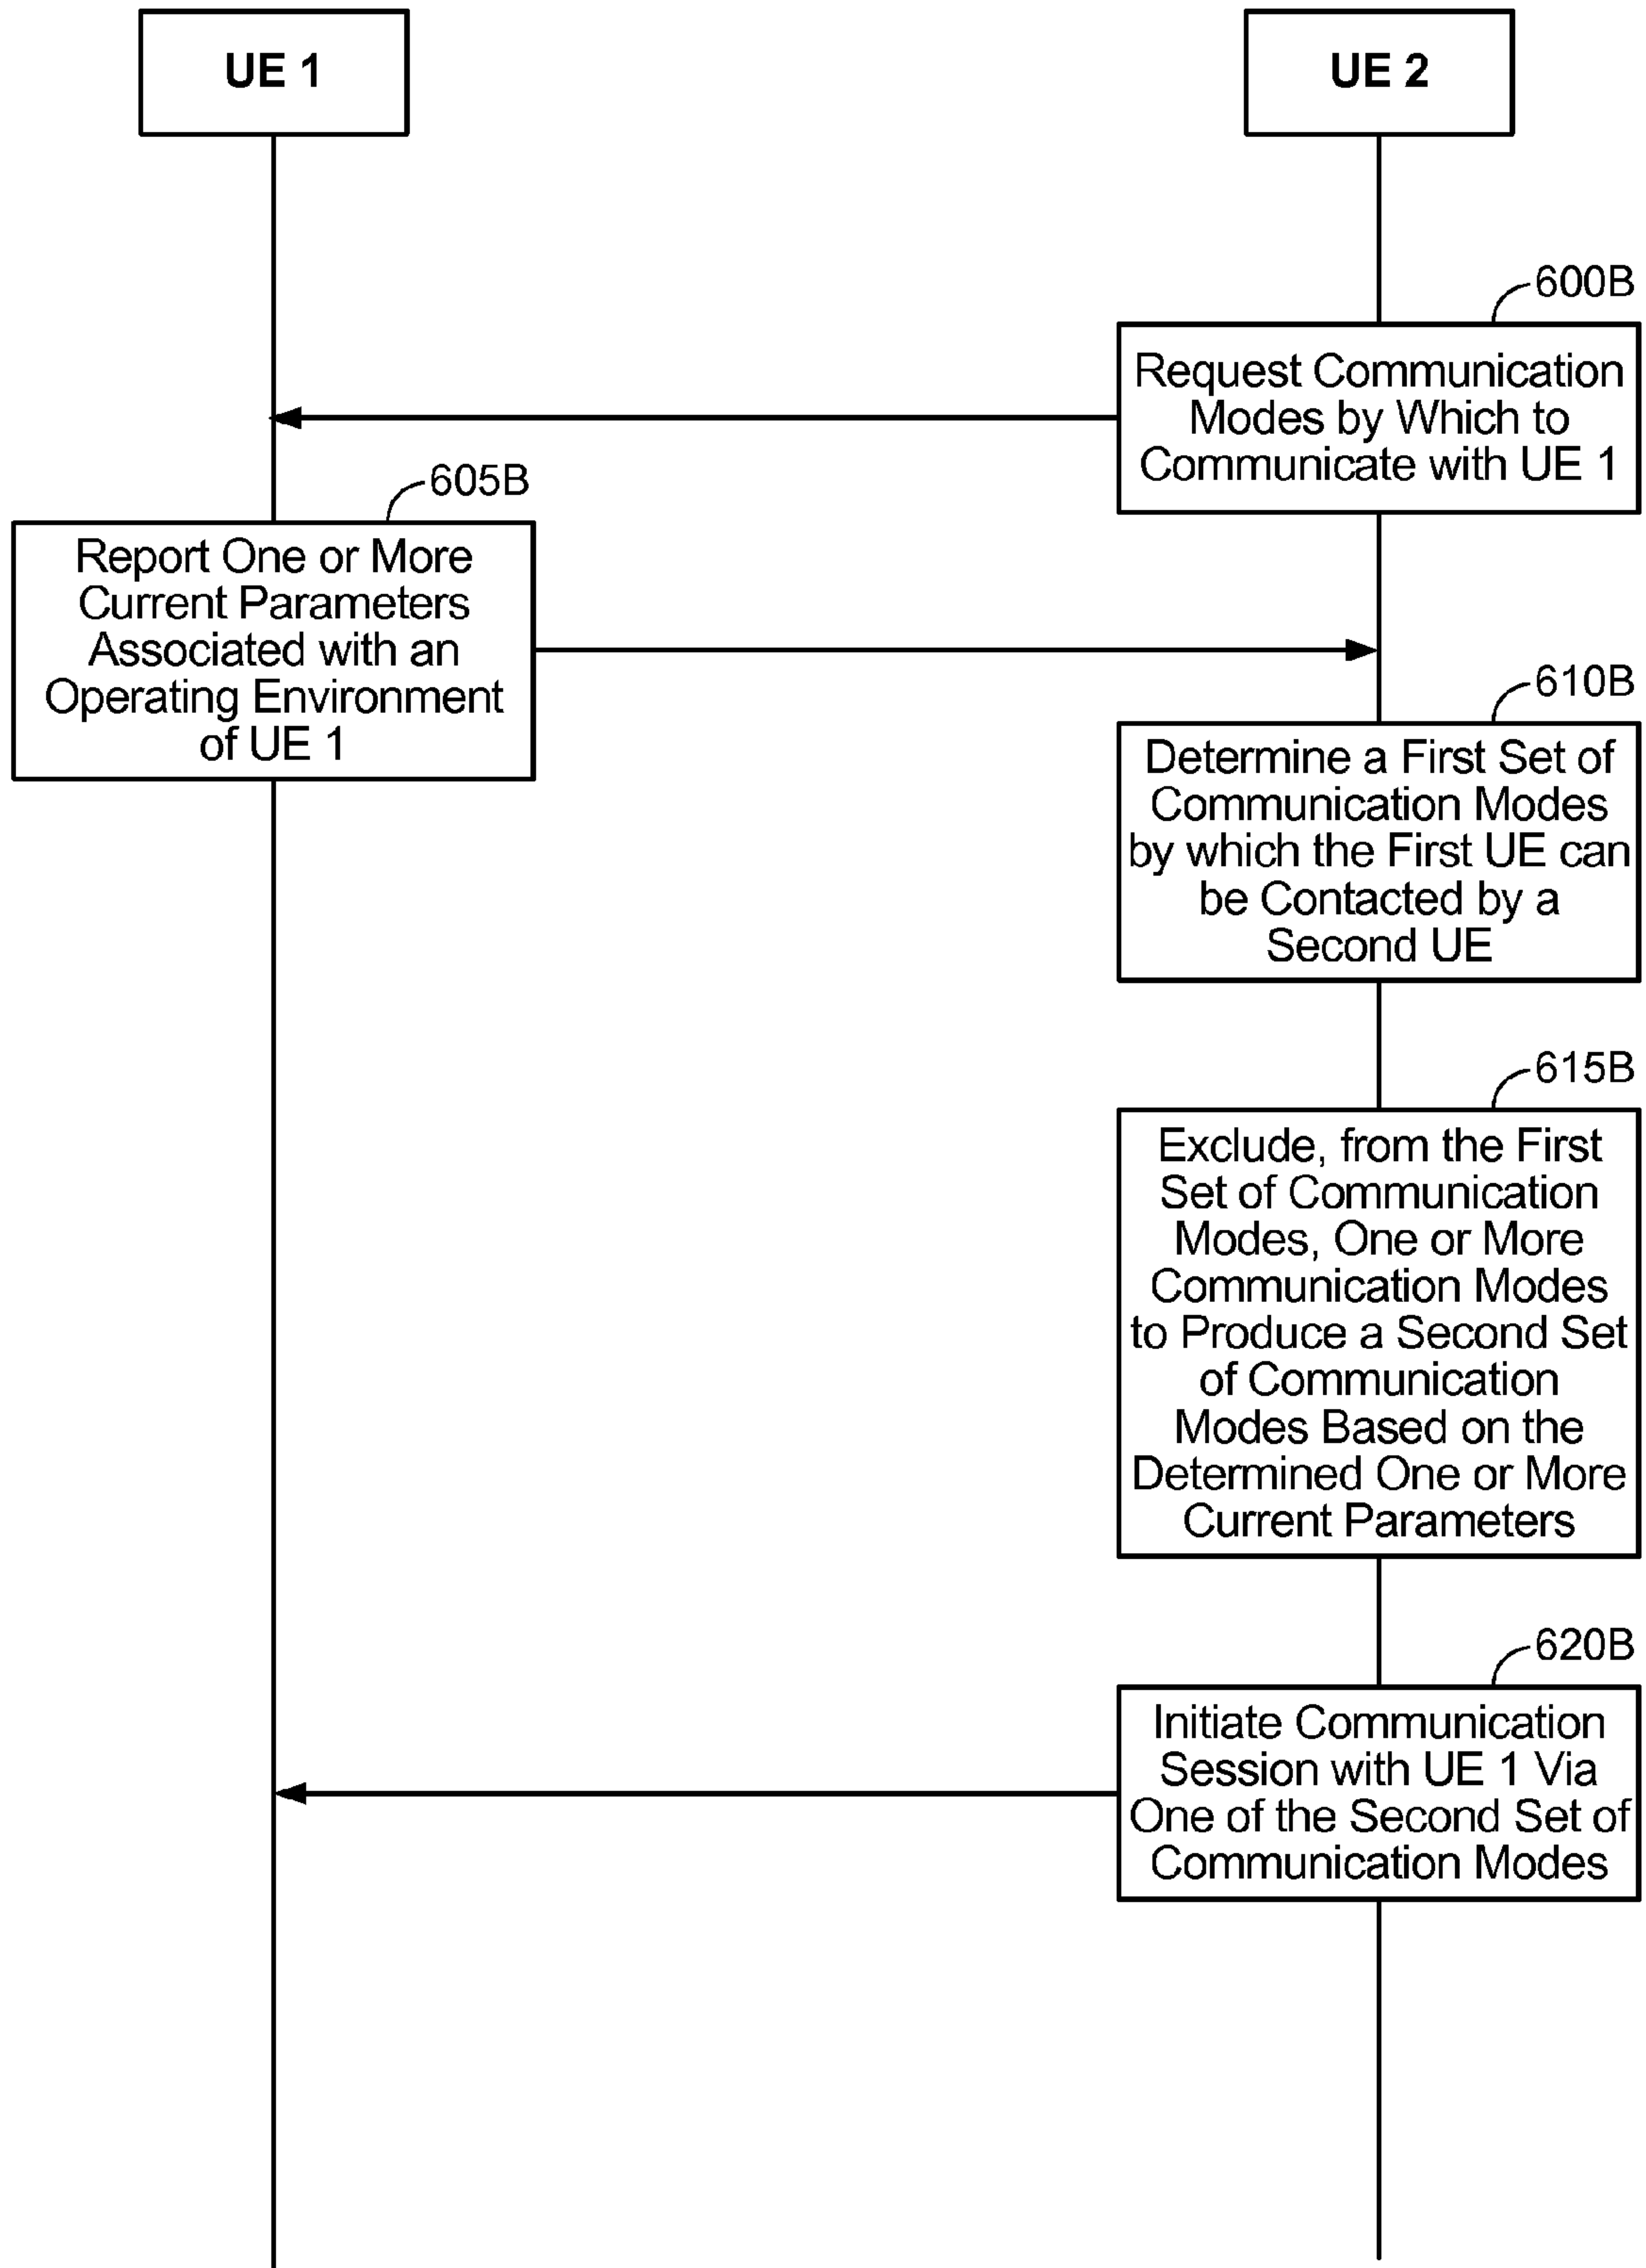 UE 1
UE 2
600B
Request Communication
Modes by Which to
Communicate with UE 1
605B
Report One or More
Current Parameters
Associated with an
Operating Environment
of UE 1
610B
Determine a First Set of
Communication Modes
by which the First UE can
be Contacted by a
Second UE
615B
Exclude, from the First
Set of Communication
Modes, One or More
Communication Modes
to Produce a Second Set
of Communication
Modes Based on the
Determined One or More
Current Parameters
620B
Initiate Communication
Session with UE 1 Via
One of the Second Set of
Communication Modes